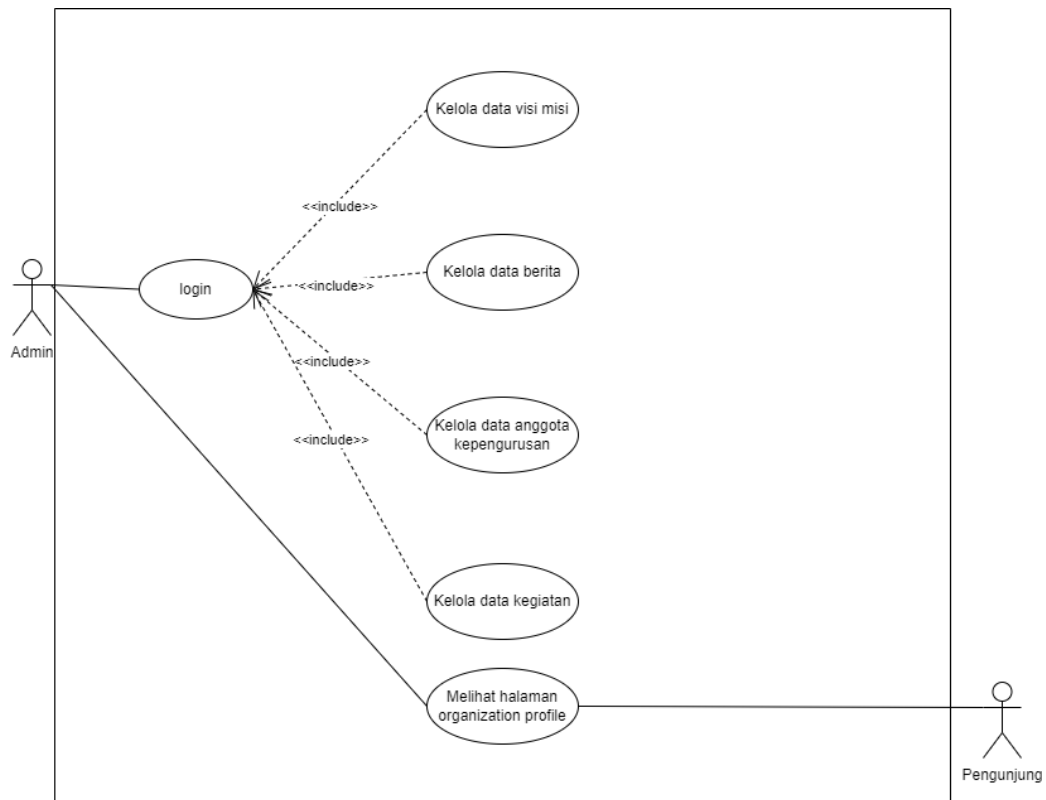 Kelola data visi misi
<<include>>
Kelola data berita
<<include>>
login
Admin
<<include>>
Kelola data anggota
kepengurusan
<<include>>
Kelola data kegiatan
Melihat halaman
organization profile
Pengunjung